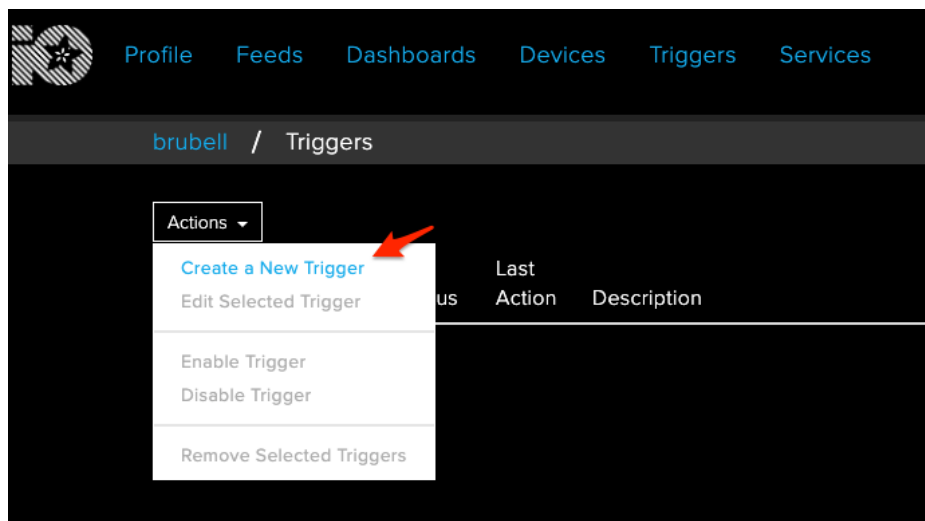 IO
Profile Feeds Dashboards Devices Triggers Services
brubell / Triggers
Actions
Create a New Trigger
Edit Selected Trigger
us
Last
Action
Description
Enable Trigger
Disable Trigger
Remove Selected Triggers